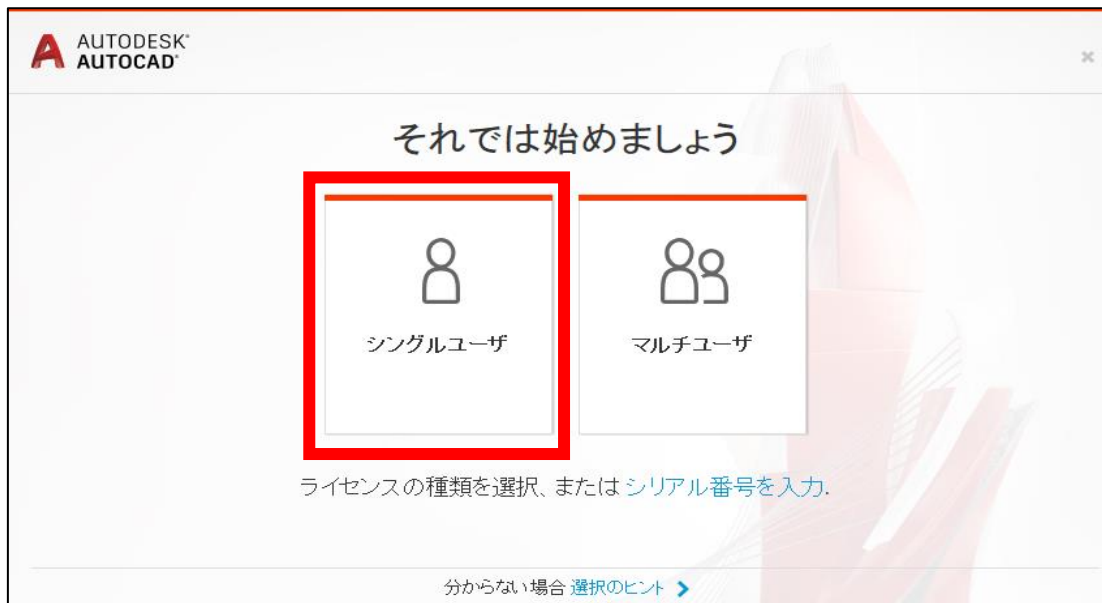 AUTODESK®
AUTOCAD®
それでは始めましょう
シングルユーザ
マルチユーザ
ライセンスの種類を選択、または シリアル番号を入力.
分からない場合 選択のヒント